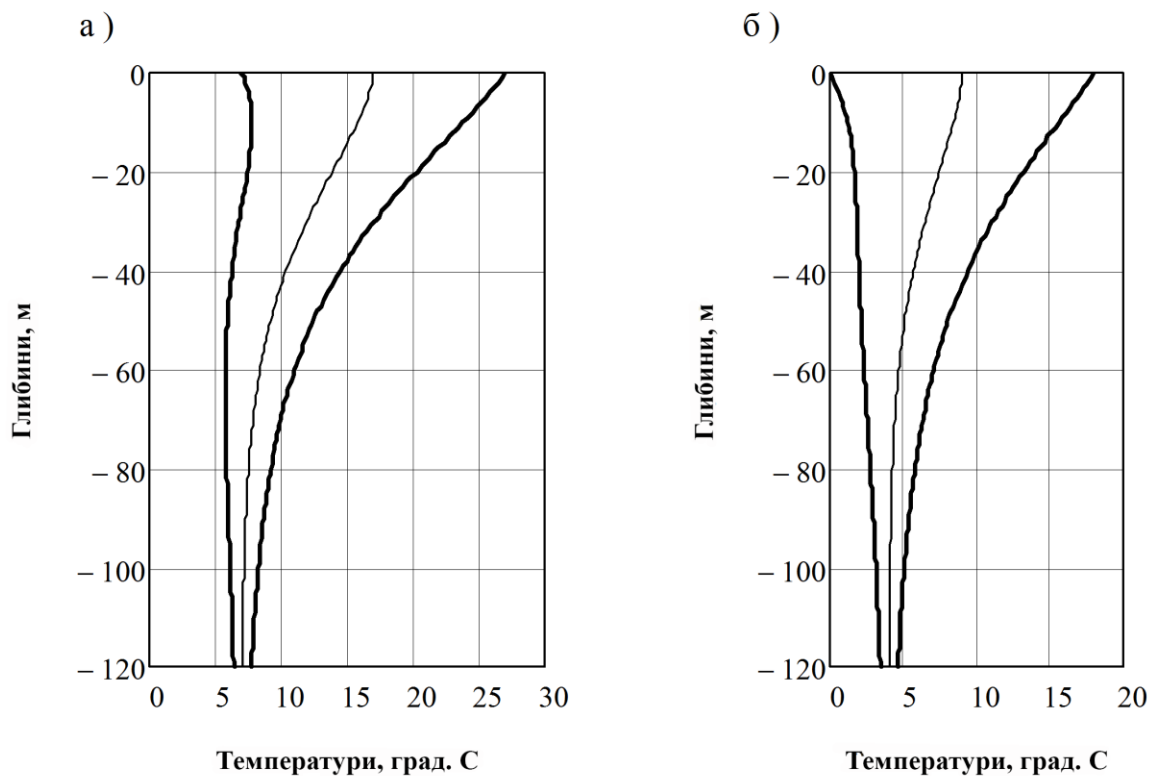 а )
б )
0
– 20
– 40
– 60
– 80
– 100
– 120
0 5 10 15 20 25 30
Глибини, м
Температури, град. С
0
– 20
– 40
– 60
– 80
– 100
– 120
0 5 10 15 20
Глибини, м
Температури, град. С